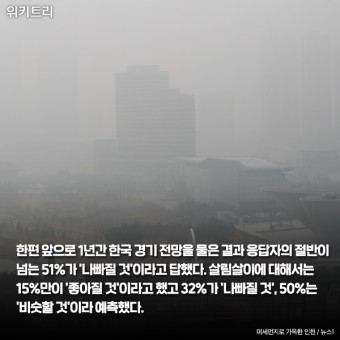 위키트리
한편 앞으로 1년간 한국 경기 전망을 물은 결과 응답자의 절반이
넘는 51%가 '나빠질 것'이라고 답했다. 살림살이에 대해서는
15%만이 '좋아질 것'이라고 했고 32%가 '나빠질 것', 50%는
'비슷할 것'이라 예측했다.
미세먼지로 가득한 인천 / 뉴스1